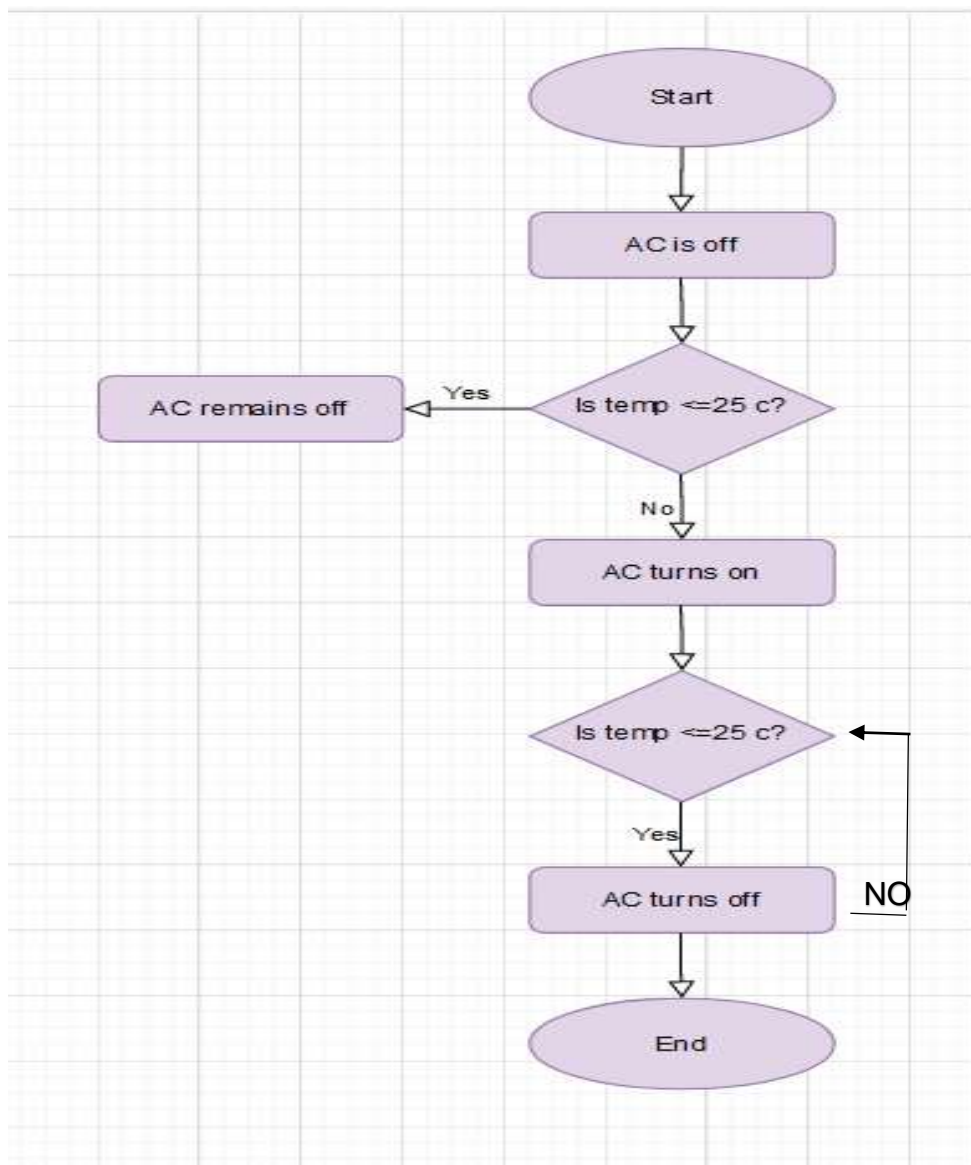 Start
AC is off
Is temp <=25 c?
Yes
AC remains off
No
AC turns on
Is temp <=25 c?
Yes
AC turns off
NO
End